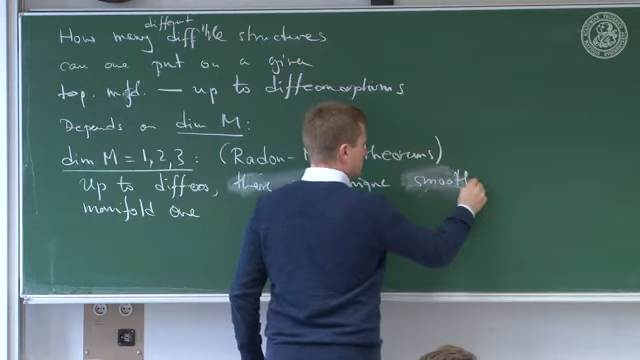 How many different diff'ble structures
can one put on a given
top. mfd. — up to diffeomorphisms
Depends on dim M:
dim M = 1, 2, 3 : (Radon- Theorems)
Up to diffeos, there smooth
manifold one